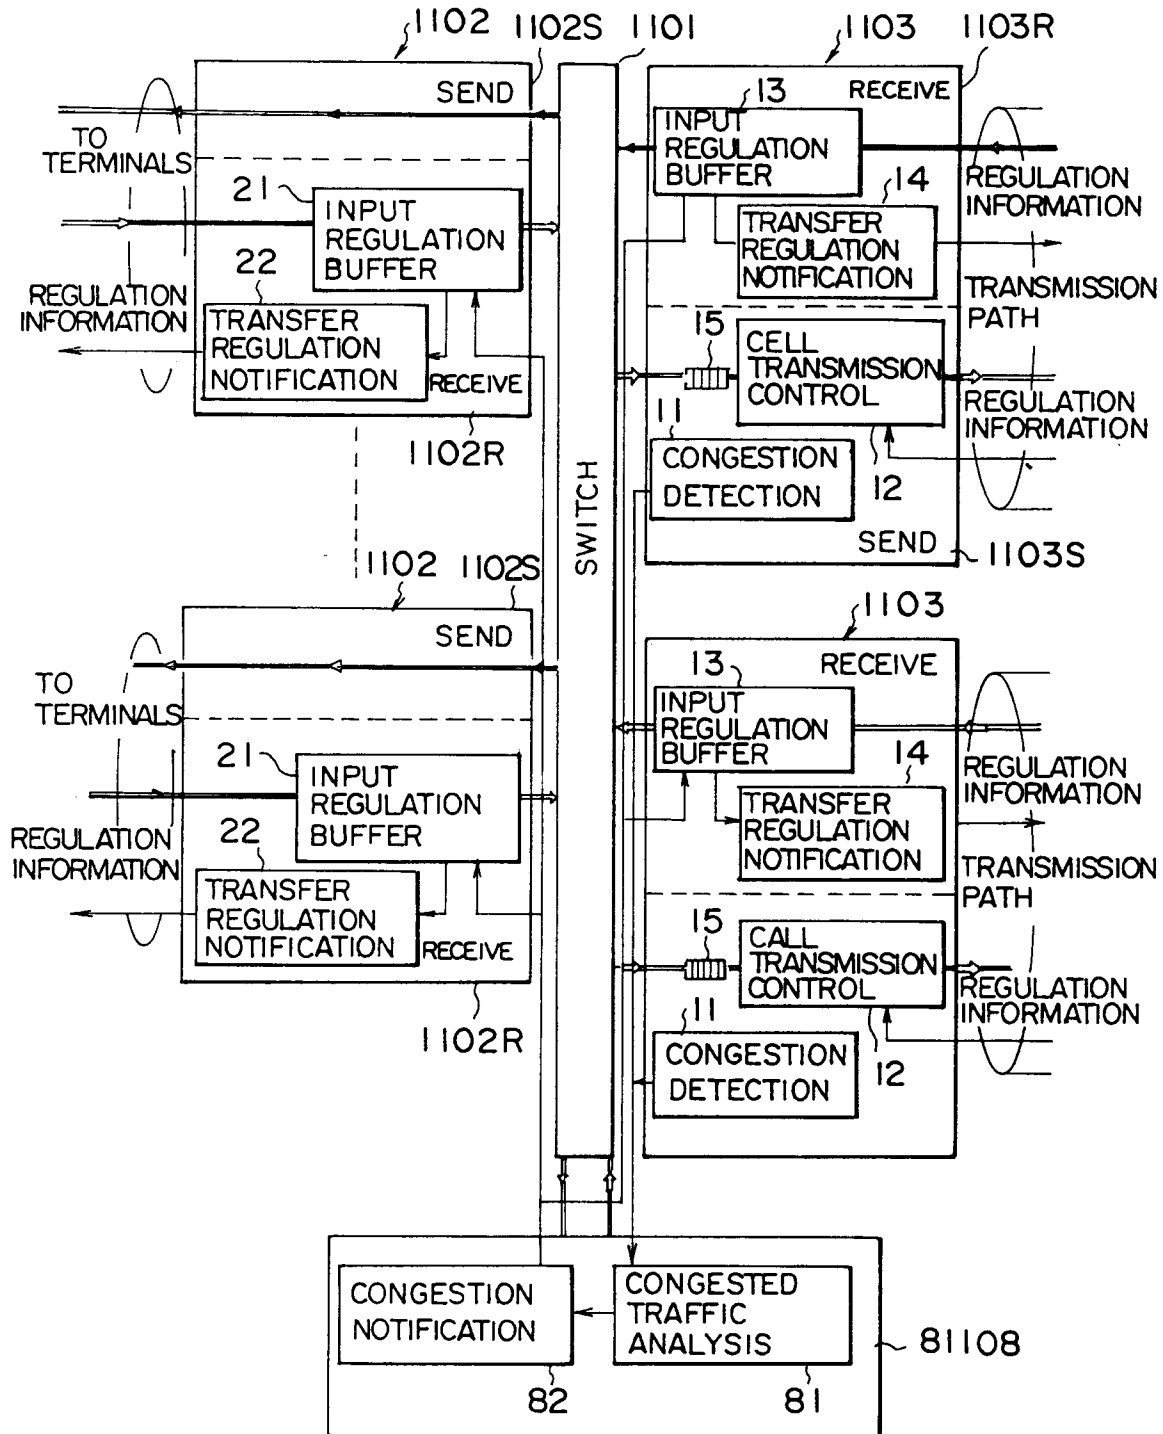 1102
1102S
1101
1103
1103R
SEND
RECEIVE
13
INPUT
REGULATION
BUFFER
TO
TERMINALS
REGULATION
INFORMATION
14
21
INPUT
REGULATION
BUFFER
TRANSFER
REGULATION
NOTIFICATION
22
REGULATION
INFORMATION
TRANSMISSION
PATH
TRANSFER
REGULATION
NOTIFICATION
RECEIVE
15
CELL
TRANSMISSION
CONTROL
REGULATION
INFORMATION
11
1102R
CONGESTION
DETECTION
12
SWITCH
SEND
1103S
1102
1102S
1103
SEND
RECEIVE
13
INPUT
REGULATION
BUFFER
TO
TERMINALS
REGULATION
INFORMATION
14
21
INPUT
REGULATION
BUFFER
TRANSFER
REGULATION
NOTIFICATION
22
REGULATION
INFORMATION
TRANSMISSION
PATH
TRANSFER
REGULATION
NOTIFICATION
RECEIVE
15
CALL
TRANSMISSION
CONTROL
REGULATION
INFORMATION
11
1102R
CONGESTION
DETECTION
12
CONGESTION
NOTIFICATION
CONGESTED
TRAFFIC
ANALYSIS
81108
82
81